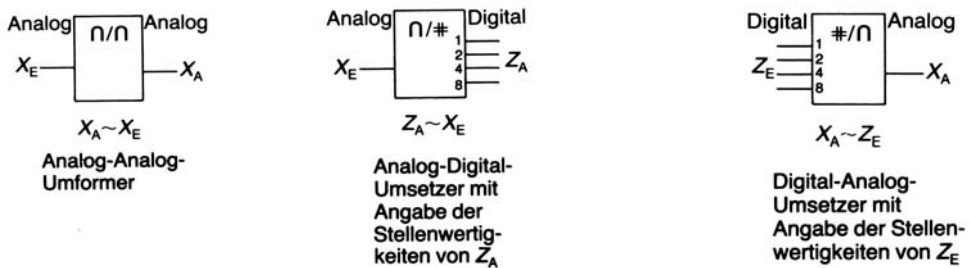 Analog Analog
∩/∩
X_E X_A
X_A~X_E
Analog-Analog-
Umformer
Analog Digital
∩/#
1
2
X_E 4 Z_A
8
Z_A~X_E
Analog-Digital-
Umsetzer mit
Angabe der
Stellenwertig-
keiten von Z_A
Digital Analog
#/∩
1
2
Z_E 4 X_A
8
X_A~Z_E
Digital-Analog-
Umsetzer mit
Angabe der Stellen-
wertigkeiten von Z_E